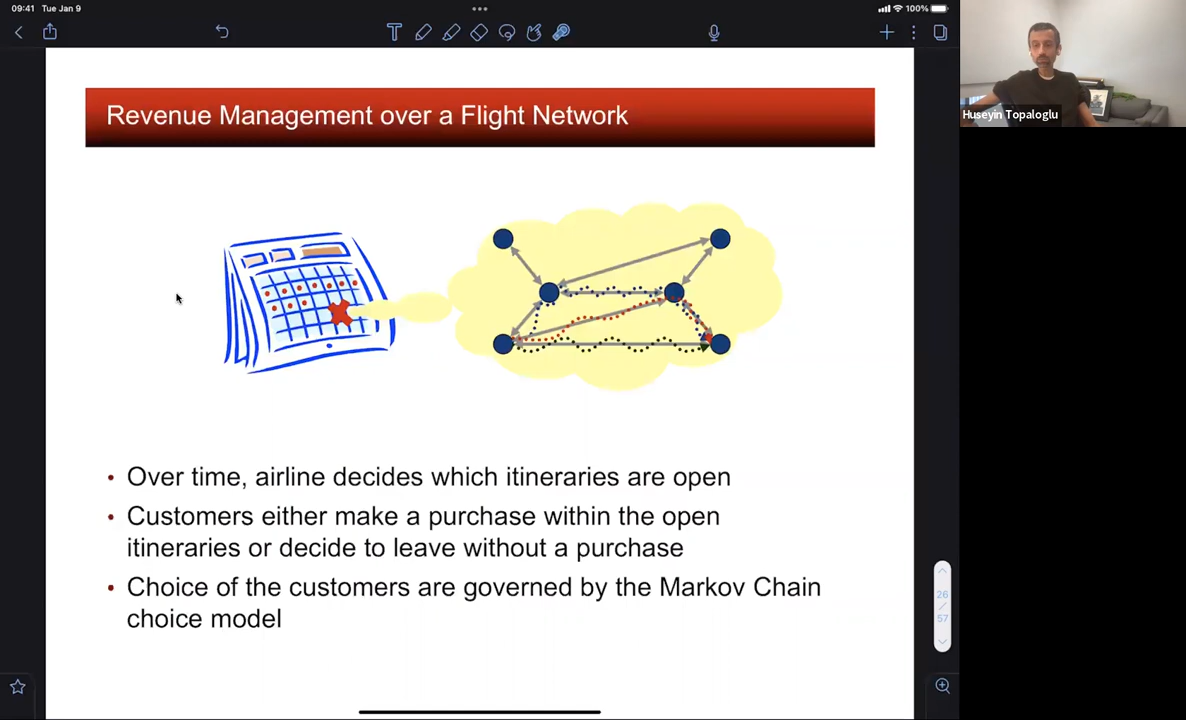 09:41 Tue Jan 9
100%
T
Revenue Management over a Flight Network
Huseyin Topaloglu
• Over time, airline decides which itineraries are open
• Customers either make a purchase within the open
itineraries or decide to leave without a purchase
• Choice of the customers are governed by the Markov Chain
choice model
26
/
57